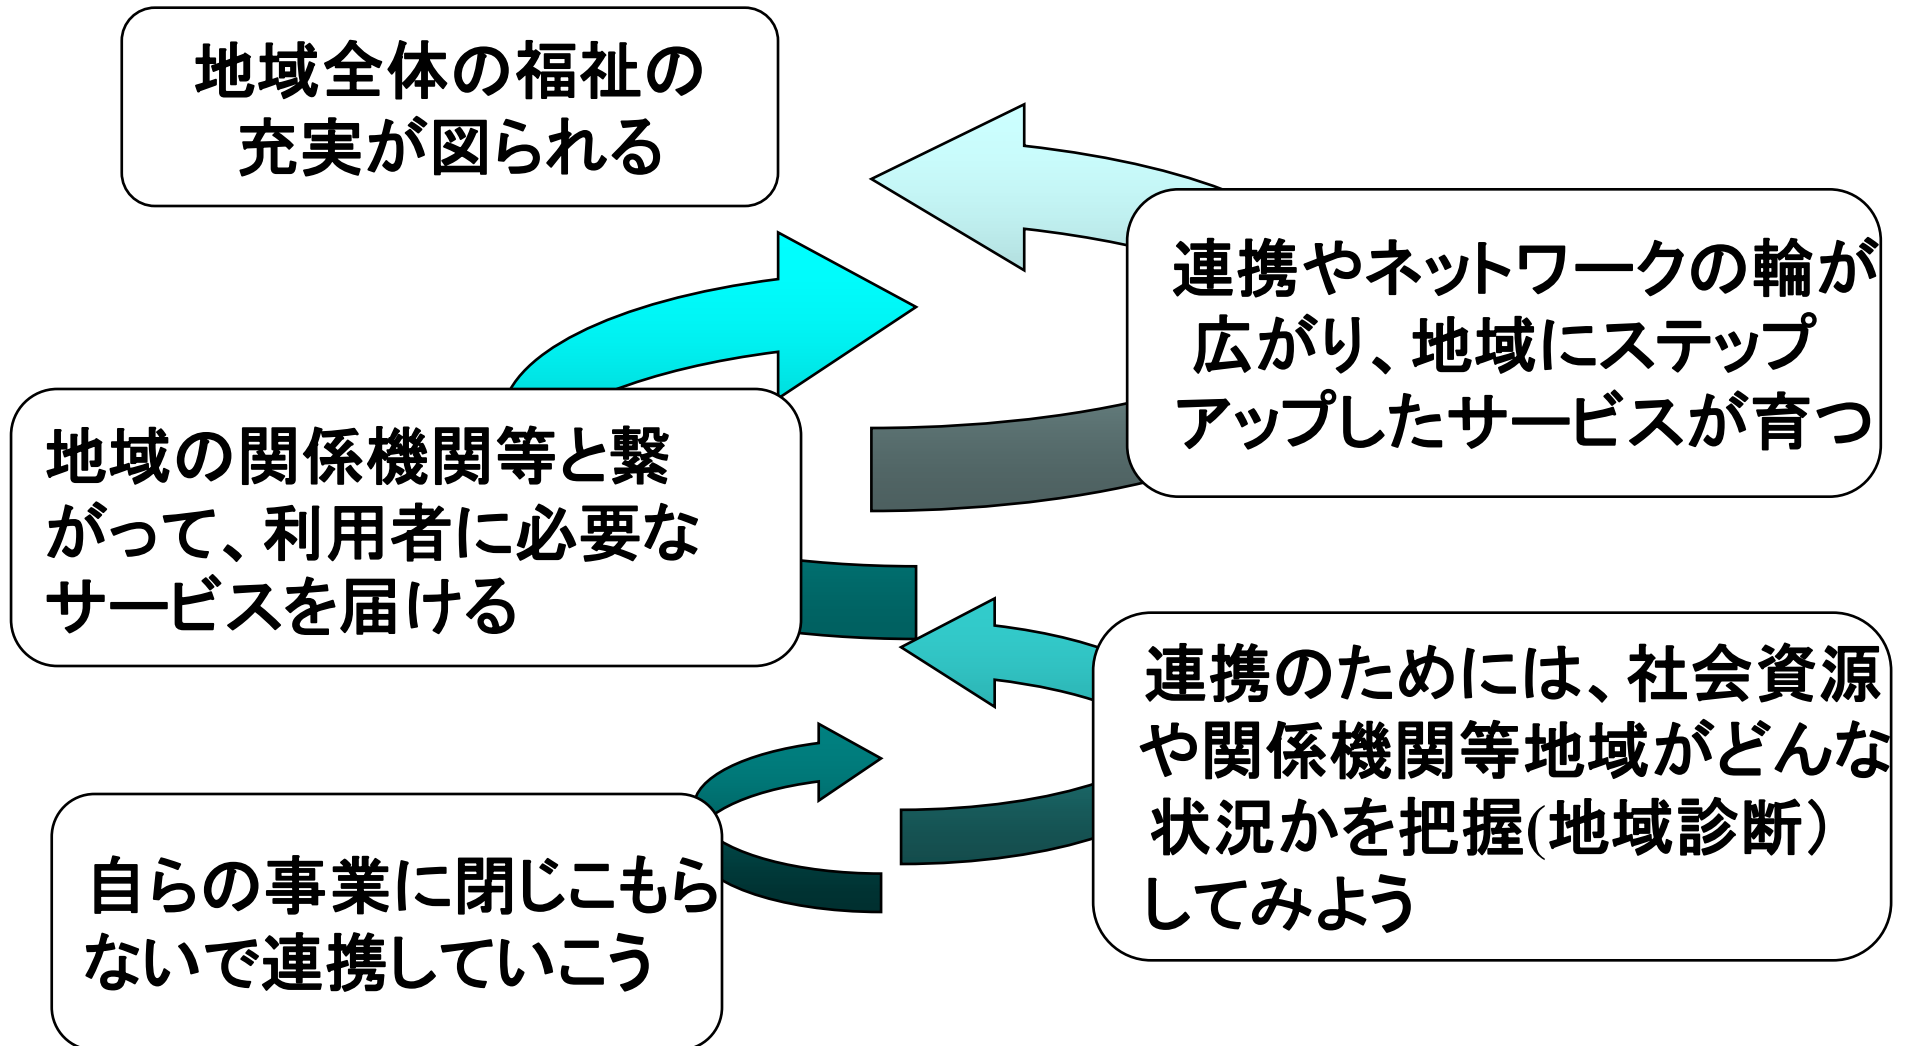 地域全体の福祉の
充実が図られる
連携やネットワークの輪が
広がり、地域にステップ
アップしたサービスが育つ
地域の関係機関等と繋
がって、利用者に必要な
サービスを届ける
連携のためには、社会資源
や関係機関等地域がどんな
状況かを把握(地域診断）
してみよう
自らの事業に閉じこもら
ないで連携していこう